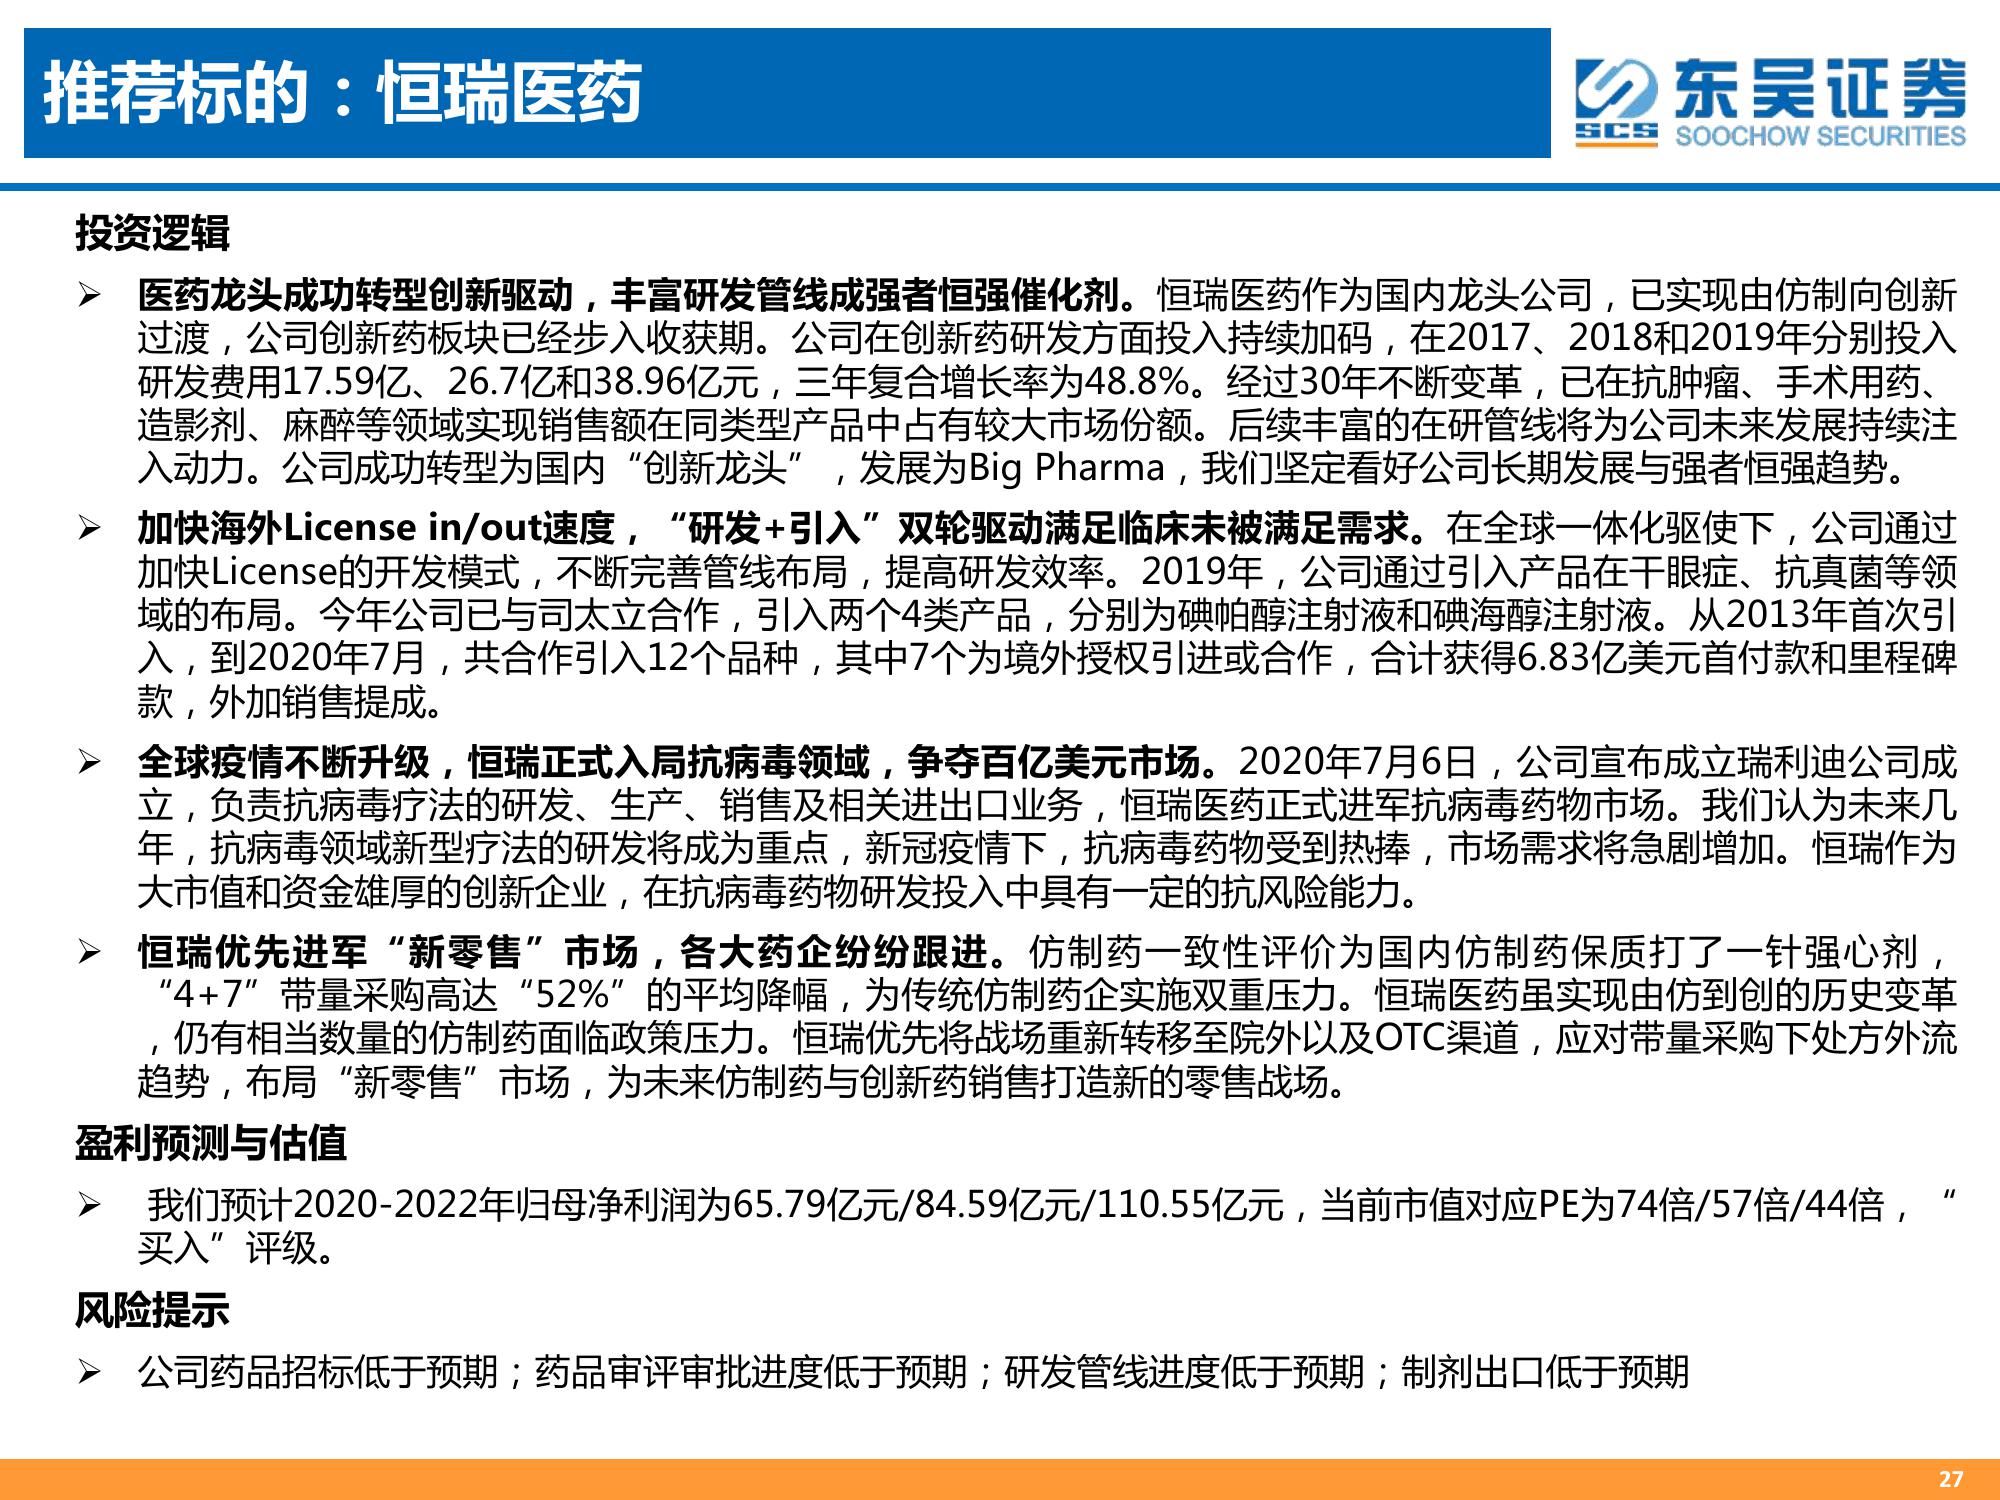 推荐标的：恒瑞医药
东吴证券
SCS
SOOCHOW SECURITIES
投资逻辑
➢ 医药龙头成功转型创新驱动，丰富研发管线成强者恒强催化剂。恒瑞医药作为国内龙头公司，已实现由仿制向创新
过渡，公司创新药板块已经步入收获期。公司在创新药研发方面投入持续加码，在2017、2018和2019年分别投入
研发费用17.59亿、26.7亿和38.96亿元，三年复合增长率为48.8%。经过30年不断变革，已在抗肿瘤、手术用药、
造影剂、麻醉等领域实现销售额在同类型产品中占有较大市场份额。后续丰富的在研管线将为公司未来发展持续注
入动力。公司成功转型为国内“创新龙头”，发展为Big Pharma，我们坚定看好公司长期发展与强者恒强趋势。
➢ 加快海外License in/out速度，“研发+引入”双轮驱动满足临床未被满足需求。在全球一体化驱使下，公司通过
加快License的开发模式，不断完善管线布局，提高研发效率。2019年，公司通过引入产品在干眼症、抗真菌等领
域的布局。今年公司已与司太立合作，引入两个4类产品，分别为碘帕醇注射液和碘海醇注射液。从2013年首次引
入，到2020年7月，共合作引入12个品种，其中7个为境外授权引进或合作，合计获得6.83亿美元首付款和里程碑
款，外加销售提成。
➢ 全球疫情不断升级，恒瑞正式入局抗病毒领域，争夺百亿美元市场。2020年7月6日，公司宣布成立瑞利迪公司成
立，负责抗病毒疗法的研发、生产、销售及相关进出口业务，恒瑞医药正式进军抗病毒药物市场。我们认为未来几
年，抗病毒领域新型疗法的研发将成为重点，新冠疫情下，抗病毒药物受到热捧，市场需求将急剧增加。恒瑞作为
大市值和资金雄厚的创新企业，在抗病毒药物研发投入中具有一定的抗风险能力。
➢ 恒瑞优先进军“新零售”市场，各大药企纷纷跟进。仿制药一致性评价为国内仿制药保质打了一针强心剂，
“4+7”带量采购高达“52%”的平均降幅，为传统仿制药企实施双重压力。恒瑞医药虽实现由仿到创的历史变革
，仍有相当数量的仿制药面临政策压力。恒瑞优先将战场重新转移至院外以及OTC渠道，应对带量采购下处方外流
趋势，布局“新零售”市场，为未来仿制药与创新药销售打造新的零售战场。
盈利预测与估值
➢ 我们预计2020-2022年归母净利润为65.79亿元/84.59亿元/110.55亿元，当前市值对应PE为74倍/57倍/44倍，“
买入”评级。
风险提示
➢ 公司药品招标低于预期；药品审评审批进度低于预期；研发管线进度低于预期；制剂出口低于预期
27